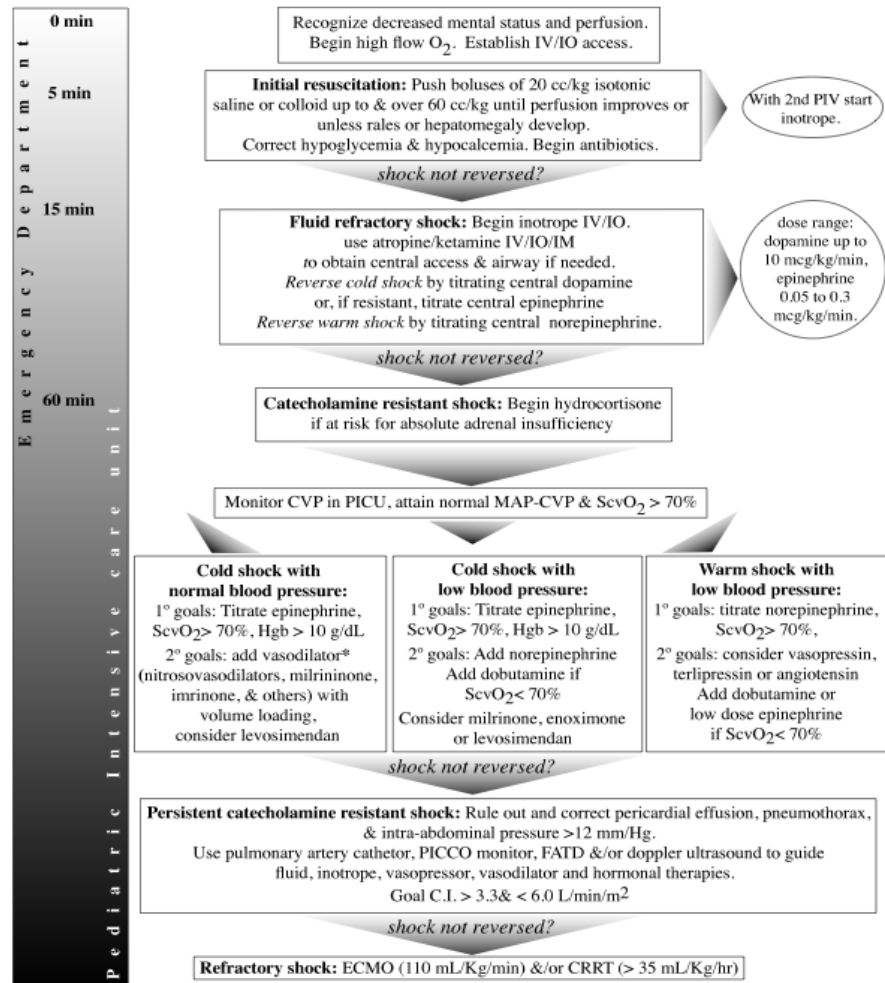 0 min
5 min
15 min
60 min
Emergency Department
Pediatric Intensive care unit
Recognize decreased mental status and perfusion.
Begin high flow O2. Establish IV/IO access.
Initial resuscitation: Push boluses of 20 cc/kg isotonic
saline or colloid up to & over 60 cc/kg until perfusion improves or
unless rales or hepatomegaly develop.
Correct hypoglycemia & hypocalcemia. Begin antibiotics.
With 2nd PIV start
inotrope.
shock not reversed?
Fluid refractory shock: Begin inotrope IV/IO.
use atropine/ketamine IV/IO/IM
to obtain central access & airway if needed.
Reverse cold shock by titrating central dopamine
or, if resistant, titrate central epinephrine
Reverse warm shock by titrating central norepinephrine.
dose range:
dopamine up to
10 mcg/kg/min,
epinephrine
0.05 to 0.3
mcg/kg/min.
shock not reversed?
Catecholamine resistant shock: Begin hydrocortisone
if at risk for absolute adrenal insufficiency
Monitor CVP in PICU, attain normal MAP-CVP & ScvO2 > 70%
Cold shock with
normal blood pressure:
1º goals: Titrate epinephrine,
ScvO2> 70%, Hgb > 10 g/dL
2º goals: add vasodilator*
(nitrosovasodilators, milrininone,
imrinone, & others) with
volume loading,
consider levosimendan
Cold shock with
low blood pressure:
1º goals: Titrate epinephrine,
ScvO2> 70%, Hgb > 10 g/dL
2º goals: Add norepinephrine
Add dobutamine if
ScvO2< 70%
Consider milrinone, enoximone
or levosimendan
Warm shock with
low blood pressure:
1º goals: titrate norepinephrine,
ScvO2> 70%,
2º goals: consider vasopressin,
terlipressin or angiotensin
Add dobutamine or
low dose epinephrine
if ScvO2< 70%
shock not reversed?
Persistent catecholamine resistant shock: Rule out and correct pericardial effusion, pneumothorax,
& intra-abdominal pressure >12 mm/Hg.
Use pulmonary artery cathetor, PICCO monitor, FATD &/or doppler ultrasound to guide
fluid, inotrope, vasopressor, vasodilator and hormonal therapies.
Goal C.I. > 3.3& < 6.0 L/min/m2
shock not reversed?
Refractory shock: ECMO (110 mL/Kg/min) &/or CRRT (> 35 mL/Kg/hr)